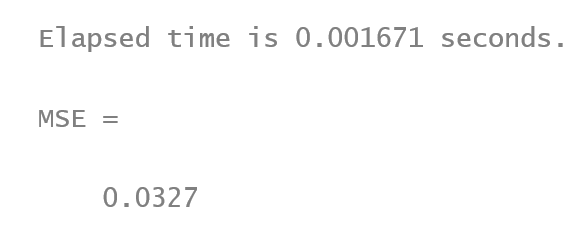 Elapsed time is 0.001671 seconds.
MSE =
0.0327